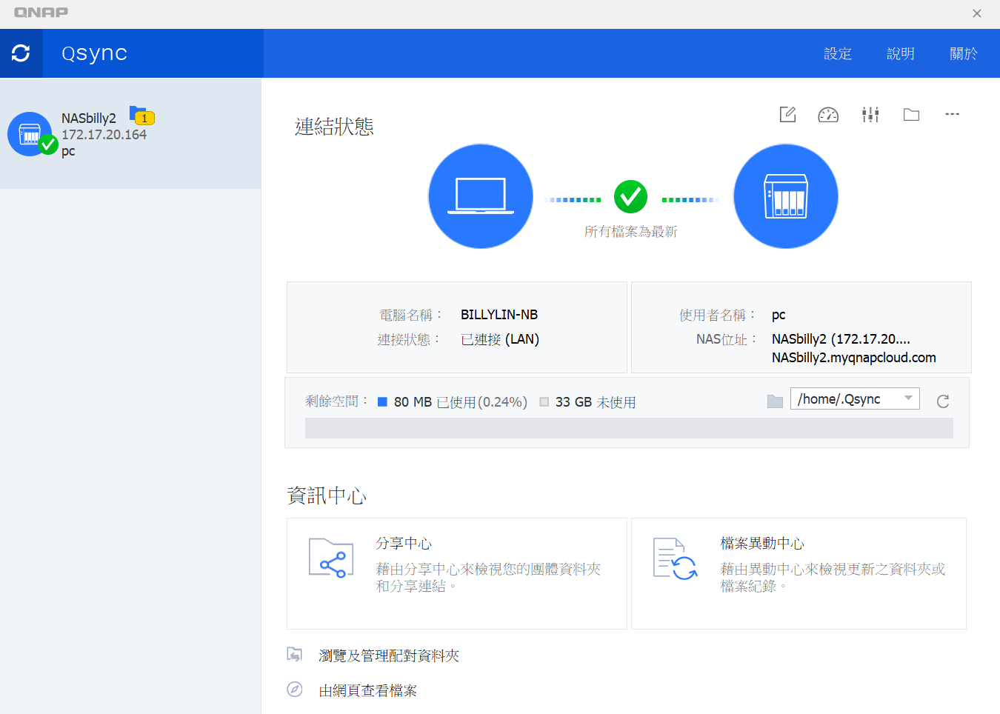 QNAP
Qsync
設定
說明
關於
NASbilly2
1
172.17.20.164
pc
連結狀態
所有檔案為最新
電腦名稱： BILLYLIN-NB
連接狀態： 已連接 (LAN)
使用者名稱： pc
NAS位址： NASbilly2 (172.17.20....
NASbilly2.myqnapcloud.com
剩餘空間： 80 MB 已使用(0.24%) 33 GB 未使用
/home/.Qsync
資訊中心
分享中心
藉由分享中心來檢視您的團體資料夾
和分享連結。
檔案異動中心
藉由異動中心來檢視更新之資料夾或
檔案紀錄。
瀏覽及管理配對資料夾
由網頁查看檔案